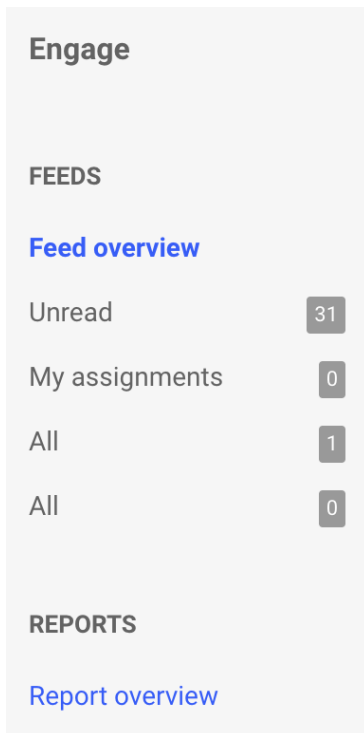 Engage
FEEDS
Feed overview
Unread 31
My assignments 0
All 1
All 0
REPORTS
Report overview